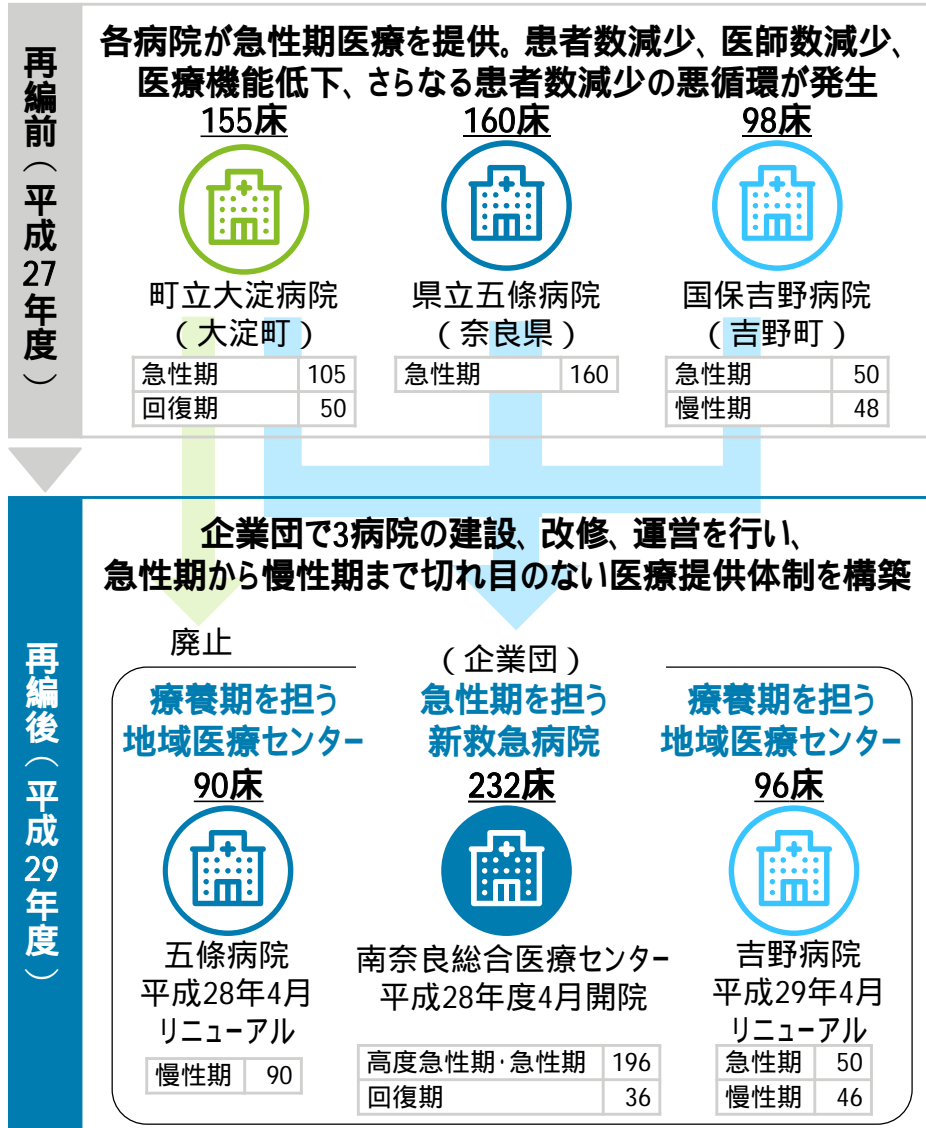 再編前（平成27年度）
各病院が急性期医療を提供。患者数減少、医師数減少、
医療機能低下、さらなる患者数減少の悪循環が発生
155床
160床
98床
町立大淀病院
（大淀町）
県立五條病院
（奈良県）
国保吉野病院
（吉野町）
急性期 105
回復期 50
急性期 160
急性期 50
慢性期 48
再編後（平成29年度）
企業団で3病院の建設、改修、運営を行い、
急性期から慢性期まで切れ目のない医療提供体制を構築
廃止
（企業団）
療養期を担う
地域医療センター
90床
急性期を担う
新救急病院
232床
療養期を担う
地域医療センター
96床
五條病院
平成28年4月
リニューアル
南奈良総合医療センター
平成28年度4月開院
吉野病院
平成29年4月
リニューアル
慢性期 90
高度急性期・急性期 196
回復期 36
急性期 50
慢性期 46